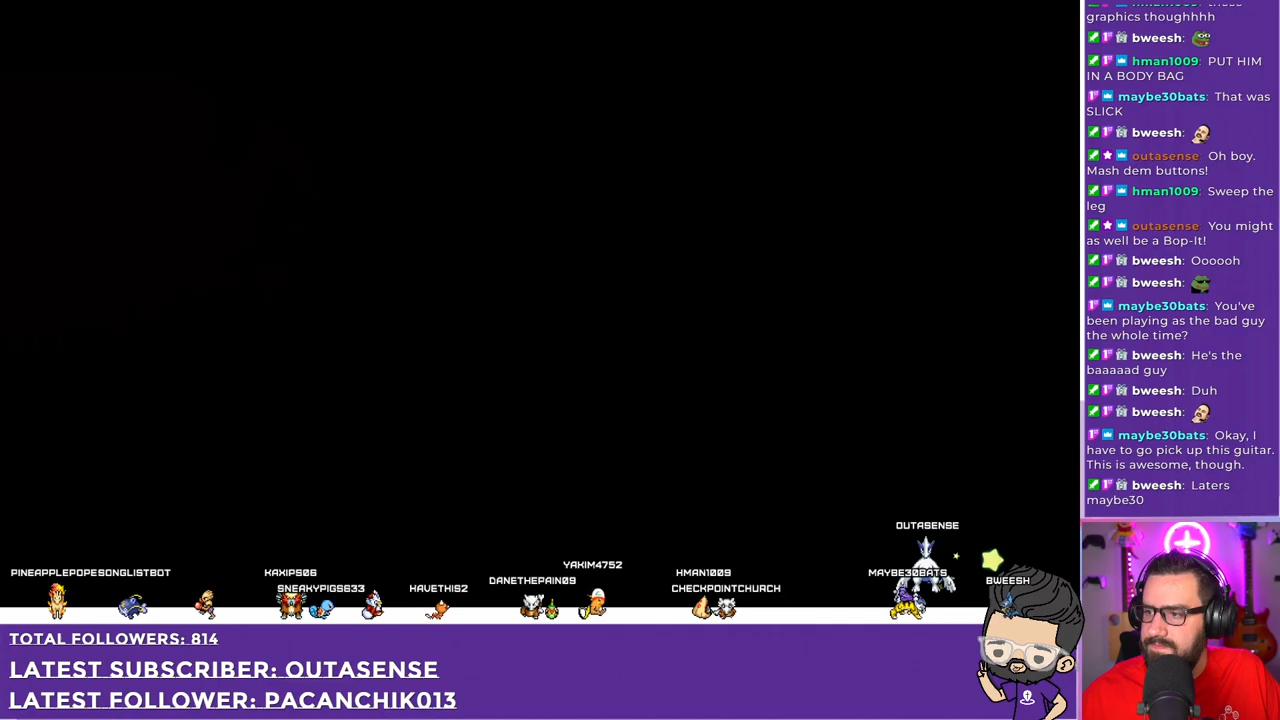 graphics thoughhhh
bweesh:
hman1009: PUT HIM
IN A BODY BAG
maybe30bats: That was
SLICK
bweesh:
outasense: Oh boy.
Mash dem buttons!
hman1009: Sweep the
leg
outasense: You might
as well be a Bop-It!
bweesh: Oooooh
bweesh:
maybe30bats: You've
been playing as the bad guy
the whole time?
bweesh: He's the
baaaaad guy
bweesh: Duh
bweesh:
maybe30bats: Okay, I
have to go pick up this guitar.
This is awesome, though.
bweesh: Laters
maybe30
OUTASENSE
PINEAPPLEPOPESONGLISTBOT
KAXIPS06
SNEAKYPIGS633
HAVETHIS2
DANETHEPAIN09
YAKIM4752
HMAN1009
CHECKPOINTCHURCH
MAYBE30BATS
BWEESH
TOTAL FOLLOWERS: 814
LATEST SUBSCRIBER: OUTASENSE
LATEST FOLLOWER: PACANCHIK013